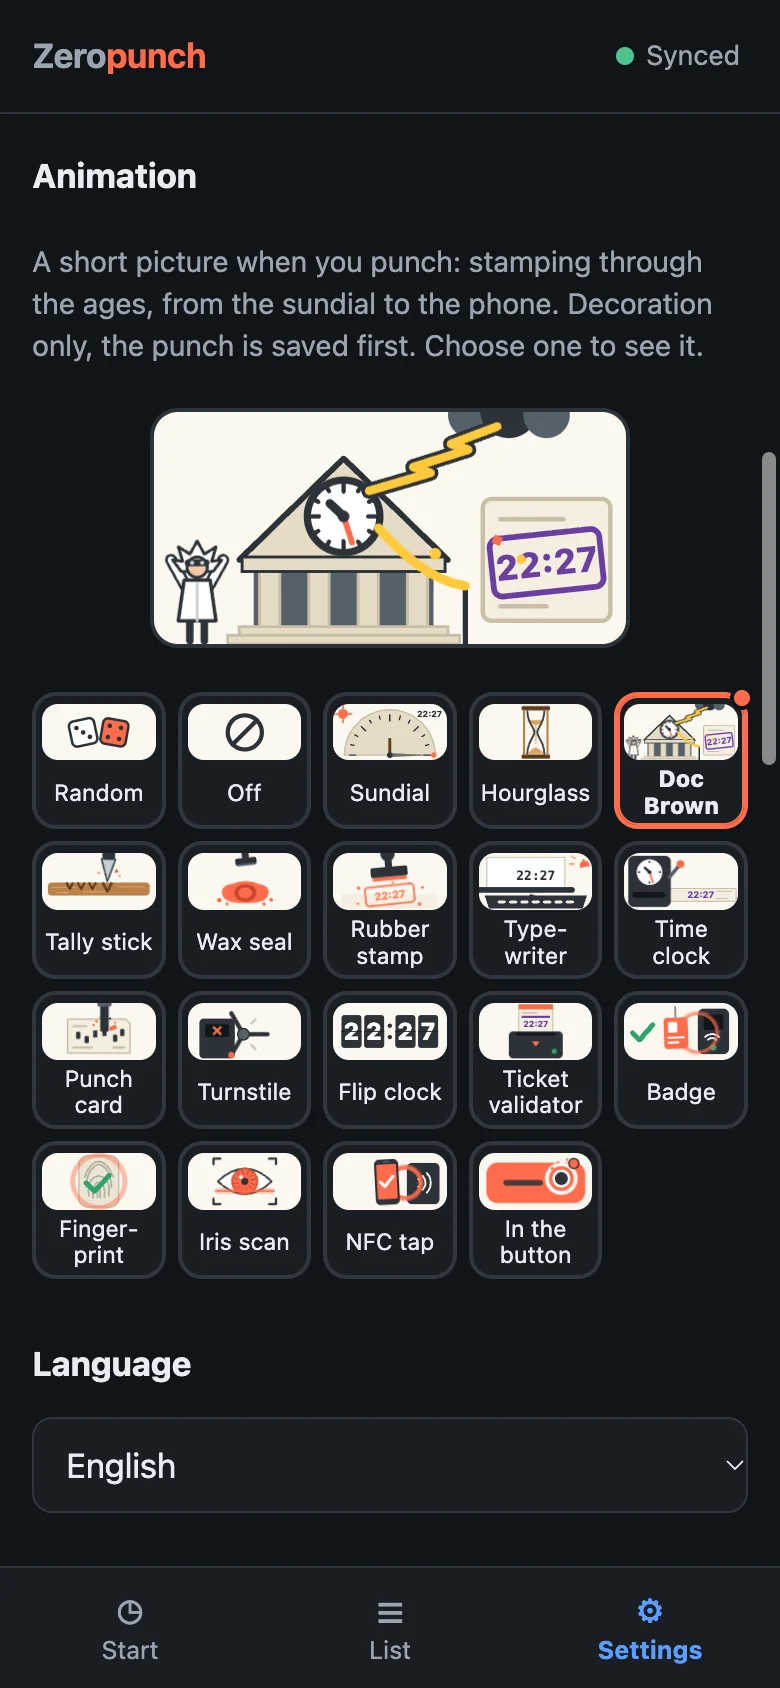 Zeropunch
Synced
Animation
A short picture when you punch: stamping through
the ages, from the sundial to the phone. Decoration
only, the punch is saved first. Choose one to see it.
22:27
Random
Off
22:27
Sundial
Hourglass
22:27
Doc
Brown
Tally stick
Wax seal
22:27
Rubber
stamp
22:27
Type-
writer
22:27
Time
clock
Punch
card
Turnstile
22:27
Flip clock
22:27
Ticket
validator
Badge
Finger-
print
Iris scan
NFC tap
In the
button
Language
English
Start
List
Settings